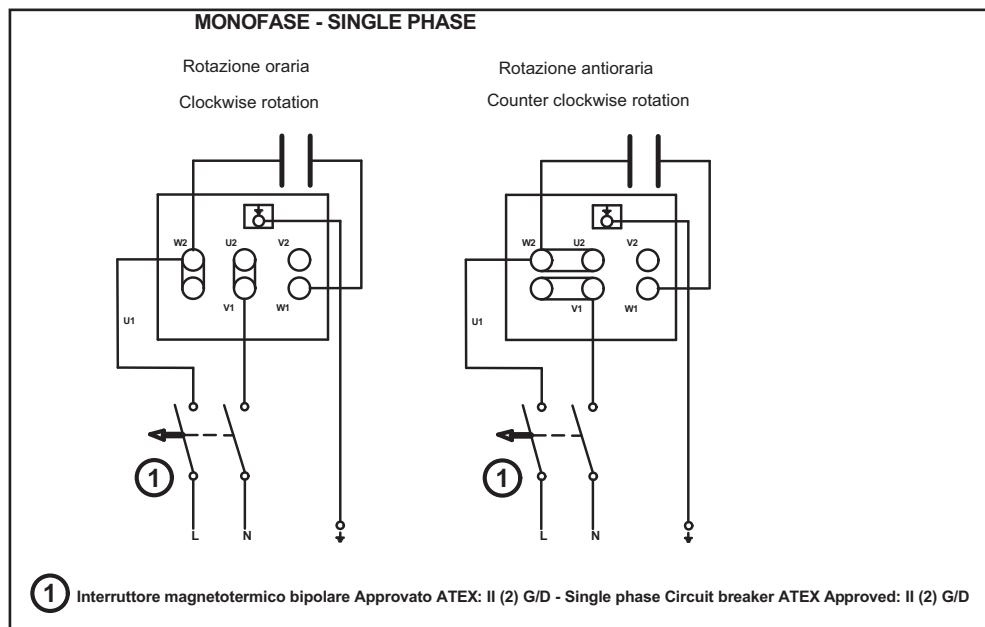 MONOFASE - SINGLE PHASE
Rotazione oraria
Clockwise rotation
W2 U2 V2
U1 V1 W1
1
L N
Rotazione antioraria
Counter clockwise rotation
W2 U2 V2
U1 V1 W1
1
L N
1 Interruttore magnetotermico bipolare Approvato ATEX: II (2) G/D - Single phase Circuit breaker ATEX Approved: II (2) G/D